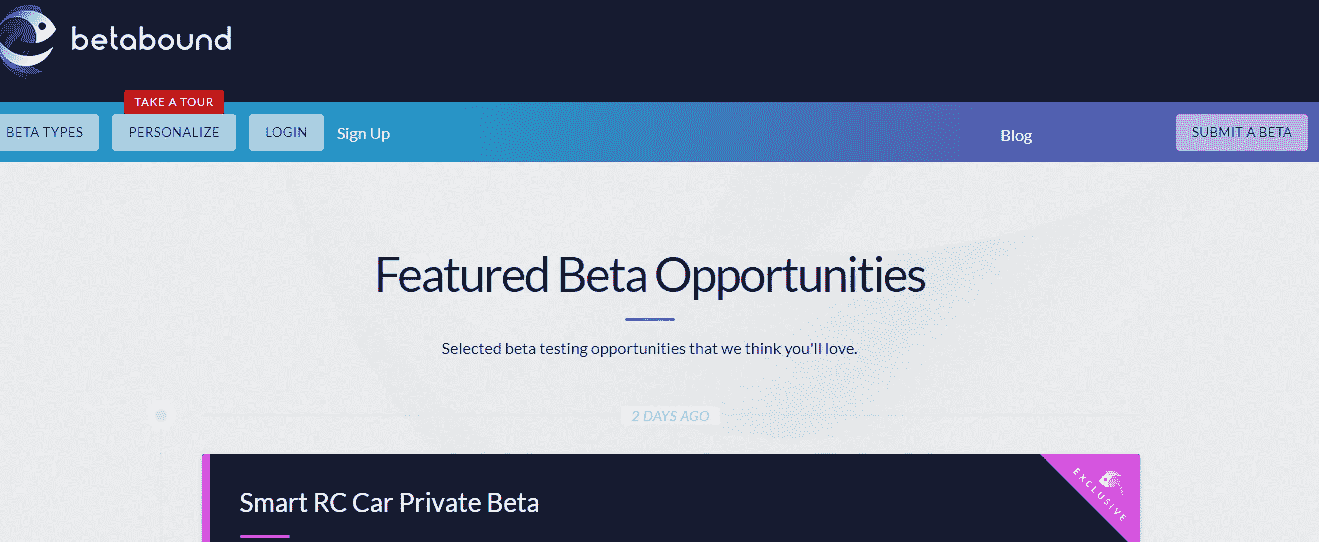 betabound
TAKE A TOUR
BETA TYPES PERSONALIZE LOGIN Sign Up Blog SUBMIT A BETA
Featured Beta Opportunities
Selected beta testing opportunities that we think you'll love.
2 DAYS AGO
EXCLUSIVE
Smart RC Car Private Beta